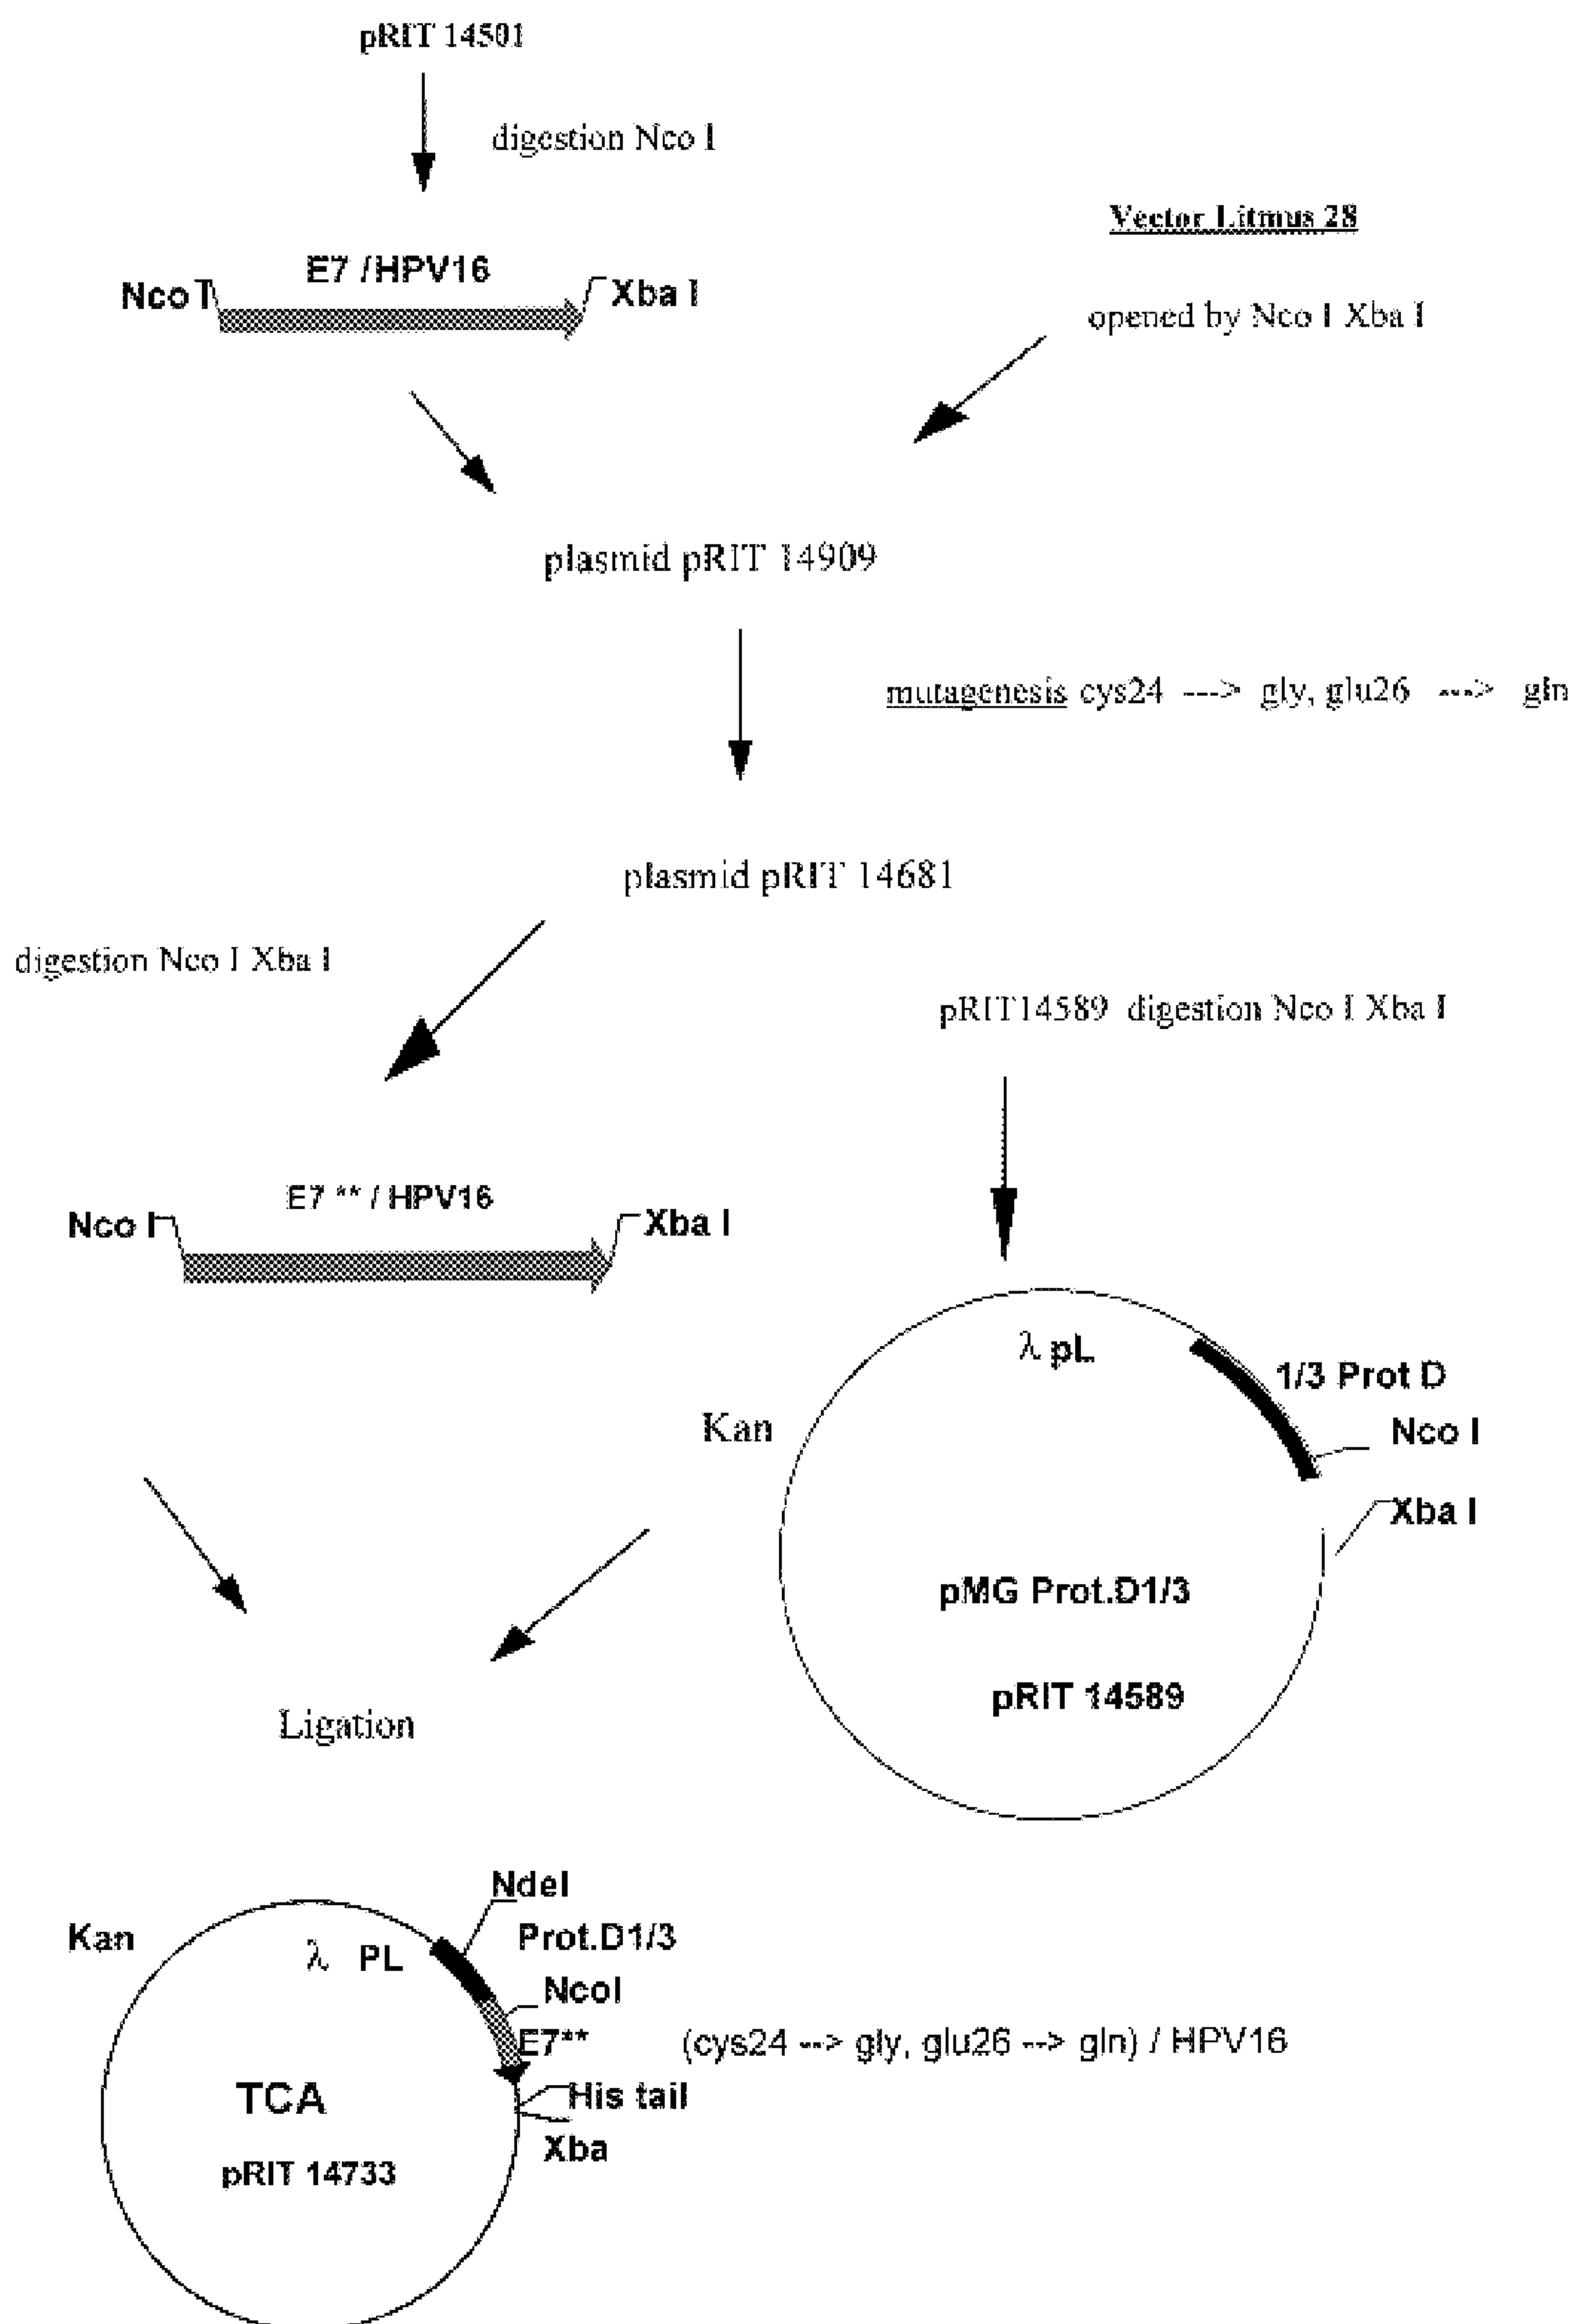 pRIT 14501
digestion Nco I
Vector Litmus 28
E7 /HPV16
Nco I
Xba I
opened by Nco I Xba I
plasmid pRIT 14909
mutagenesis cys24 ---> gly, glu26 ---> gln
plasmid pRIT 14681
digestion Nco I Xba I
pRIT14589 digestion Nco I Xba I
E7 ** / HPV16
Nco I
Xba I
λ pL
1/3 Prot D
Kan
Nco I
Xba I
pMG Prot.D1/3
pRIT 14589
Ligation
NdeI
Kan
λ PL
Prot.D1/3
NcoI
E7** (cys24 --> gly, glu26 --> gln) / HPV16
TCA
His tail
Xba
pRIT 14733